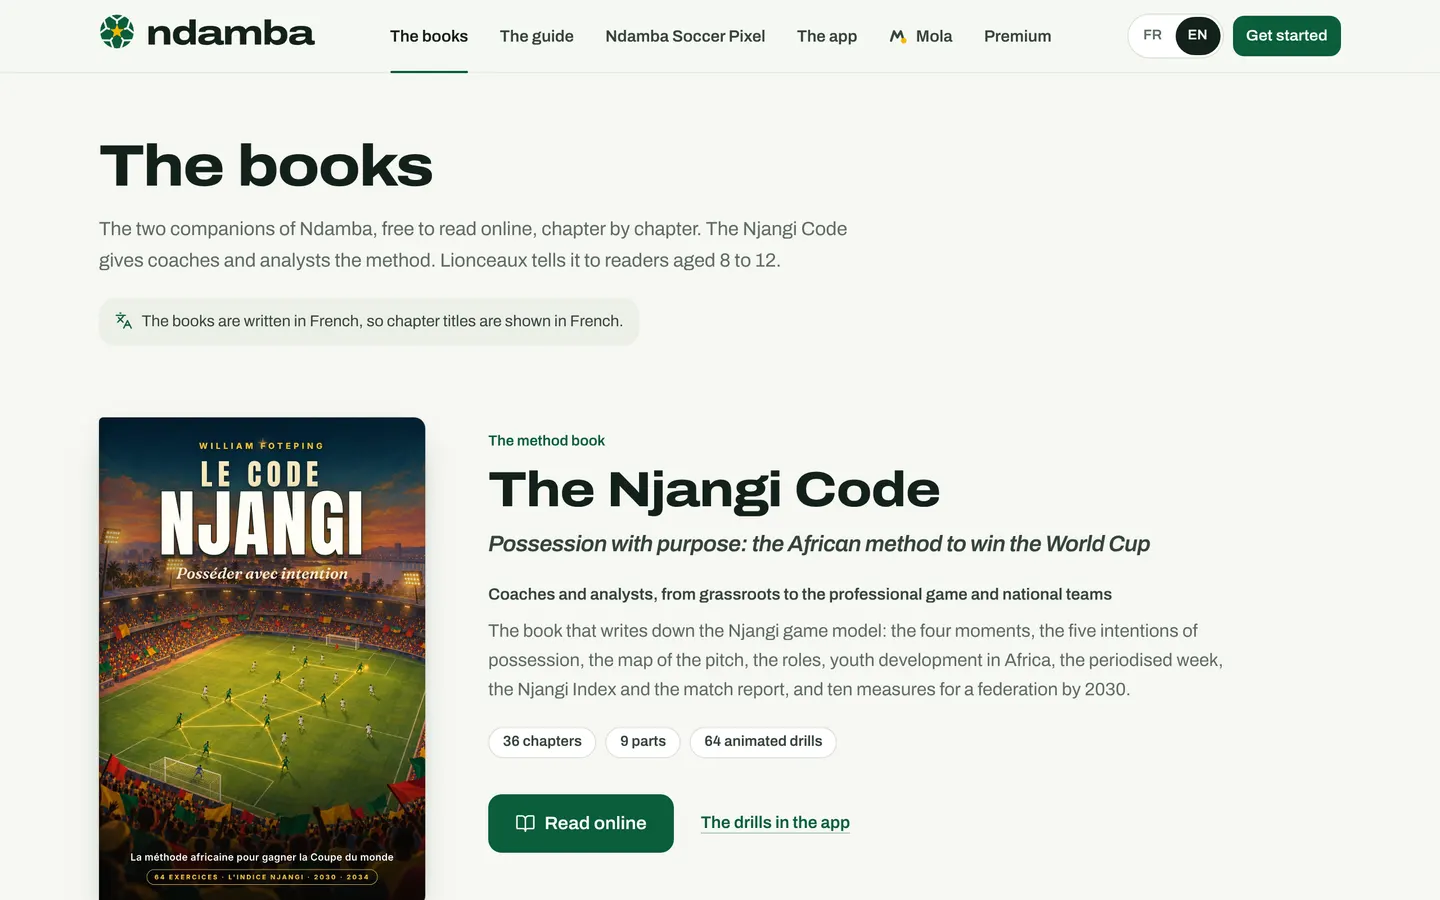 ndamba
The books
The guide
Ndamba Soccer Pixel
The app
Mola
Premium
FR
EN
Get started
The books
The two companions of Ndamba, free to read online, chapter by chapter. The Njangi Code
gives coaches and analysts the method. Lionceaux tells it to readers aged 8 to 12.
The books are written in French, so chapter titles are shown in French.
WILLIAM FOTEPING
LE CODE
NJANGI
Posséder avec intention
La méthode africaine pour gagner la Coupe du monde
64 EXERCICES · L'INDICE NJANGI · 2030 · 2034
The method book
The Njangi Code
Possession with purpose: the African method to win the World Cup
Coaches and analysts, from grassroots to the professional game and national teams
The book that writes down the Njangi game model: the four moments, the five intentions of
possession, the map of the pitch, the roles, youth development in Africa, the periodised week,
the Njangi Index and the match report, and ten measures for a federation by 2030.
36 chapters
9 parts
64 animated drills
Read online
The drills in the app